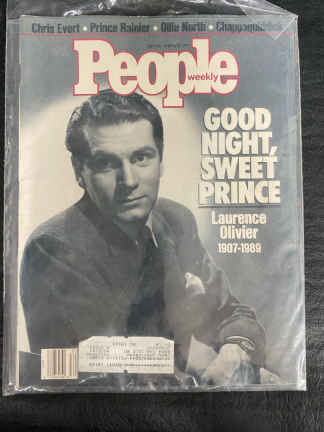 Chris Evert • Prince Rainier • Ollie North • Chappaquiddick
People
weekly
GOOD
NIGHT,
SWEET
PRINCE
Laurence
Olivier
1907-1989